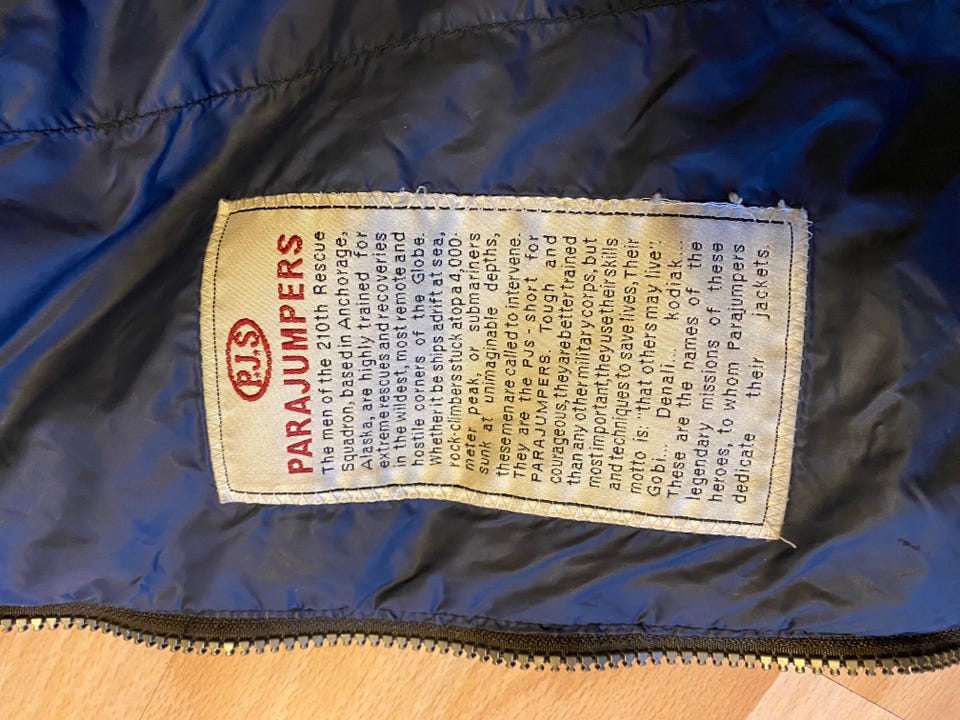 P.J.S
PARAJUMPERS
The men of the 210th Rescue
Squadron, based in Anchorage,
Alaska, are highly trained for
extreme rescues and recoveries
in the wildest, most remote and
hostile corners of the Globe.
Whether it be ships adrift at sea,
rock-climbers stuck atop a 4,000-
meter peak, or submariners
sunk at unimaginable depths,
these men are called to intervene.
They are the PJs - short for
PARAJUMPERS. Tough and
courageous, they are better trained
than any other military corps, but
most important, they use their skills
and techniques to save lives. Their
motto is: "that others may live".
Gobi... Denali... kodiak...
These are the names of the
legendary missions of these
heroes, to whom Parajumpers
dedicate their jackets.